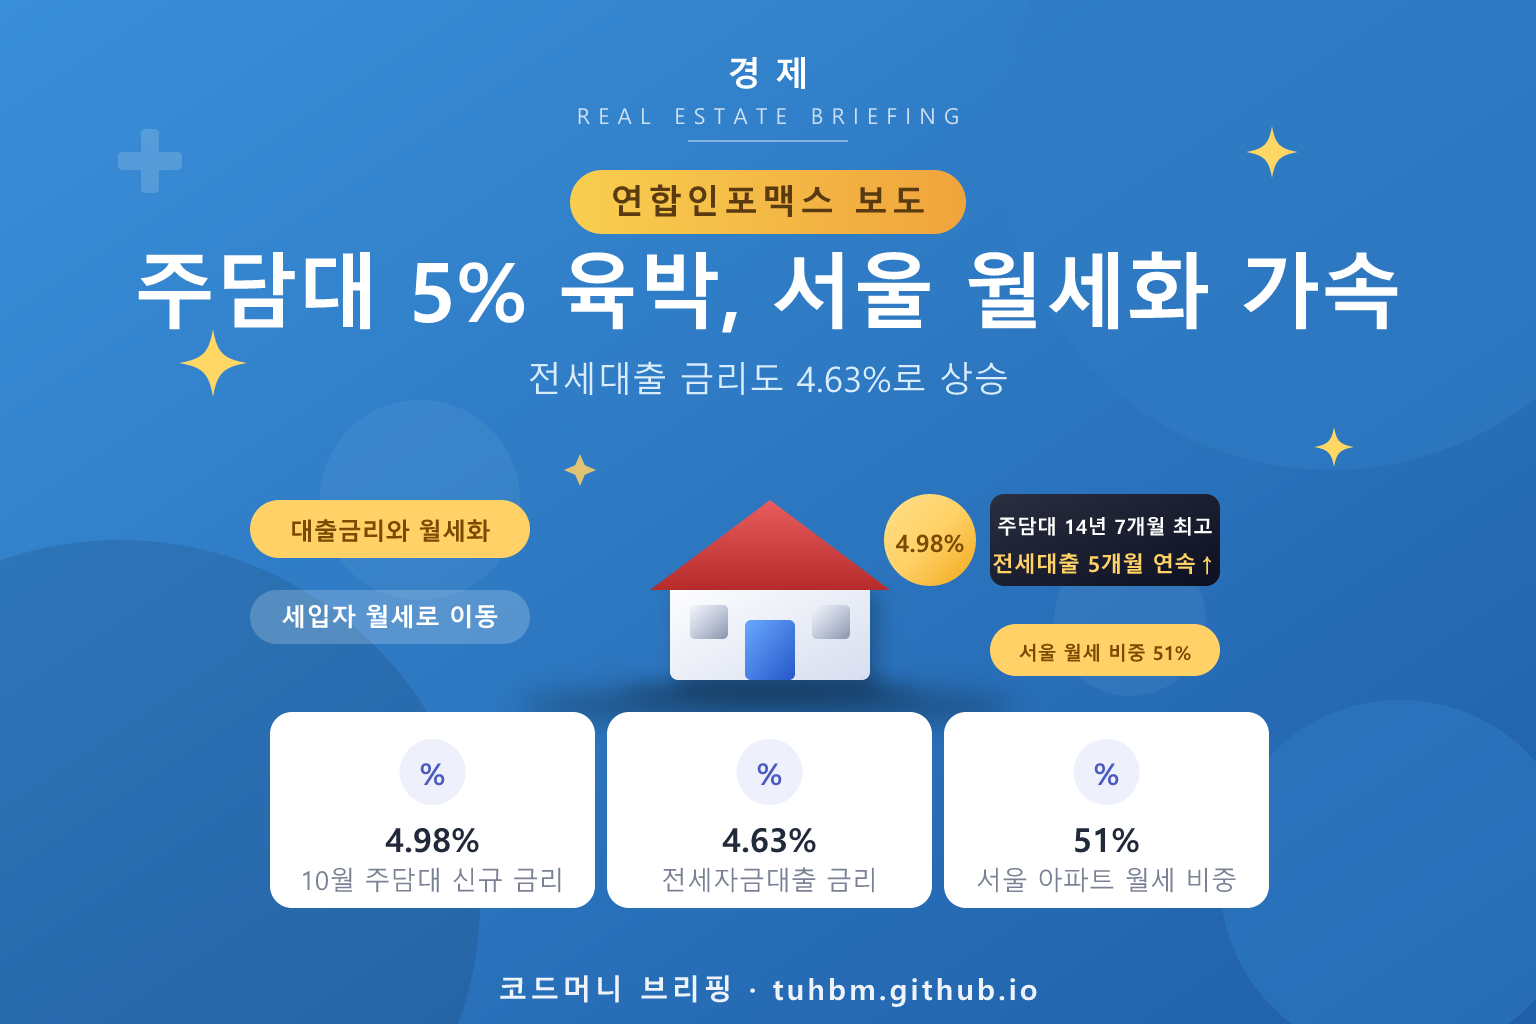 경제
REAL ESTATE BRIEFING
연합인포맥스 보도
주담대 5% 육박, 서울 월세화 가속
전세대출 금리도 4.63%로 상승
대출금리와 월세화
세입자 월세로 이동
4.98%
주담대 14년 7개월 최고
전세대출 5개월 연속↑
서울 월세 비중 51%
%
4.98%
10월 주담대 신규 금리
%
4.63%
전세자금대출 금리
%
51%
서울 아파트 월세 비중
코드머니 브리핑 · tuhbm.github.io